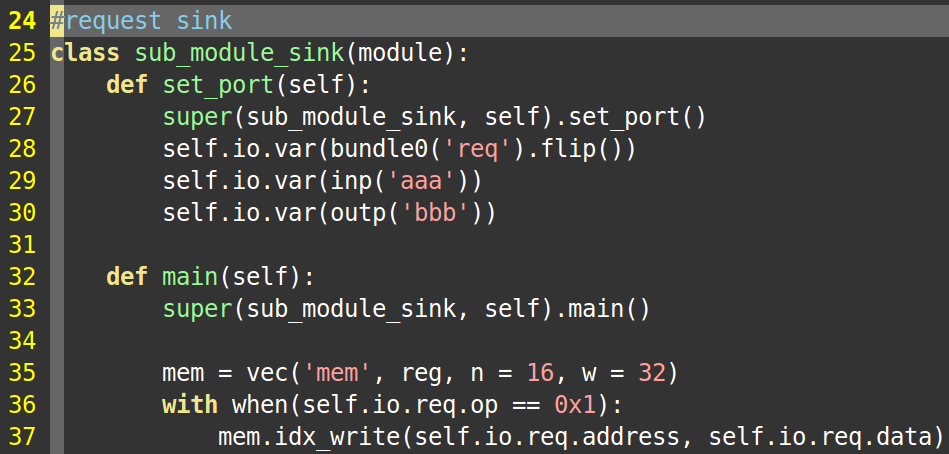 24 #request sink
25 class sub_module_sink(module):
26     def set_port(self):
27         super(sub_module_sink, self).set_port()
28         self.io.var(bundle0('req').flip())
29         self.io.var(inp('aaa'))
30         self.io.var(outp('bbb'))
31
32     def main(self):
33         super(sub_module_sink, self).main()
34
35         mem = vec('mem', reg, n = 16, w = 32)
36         with when(self.io.req.op == 0x1):
37             mem.idx_write(self.io.req.address, self.io.req.data)